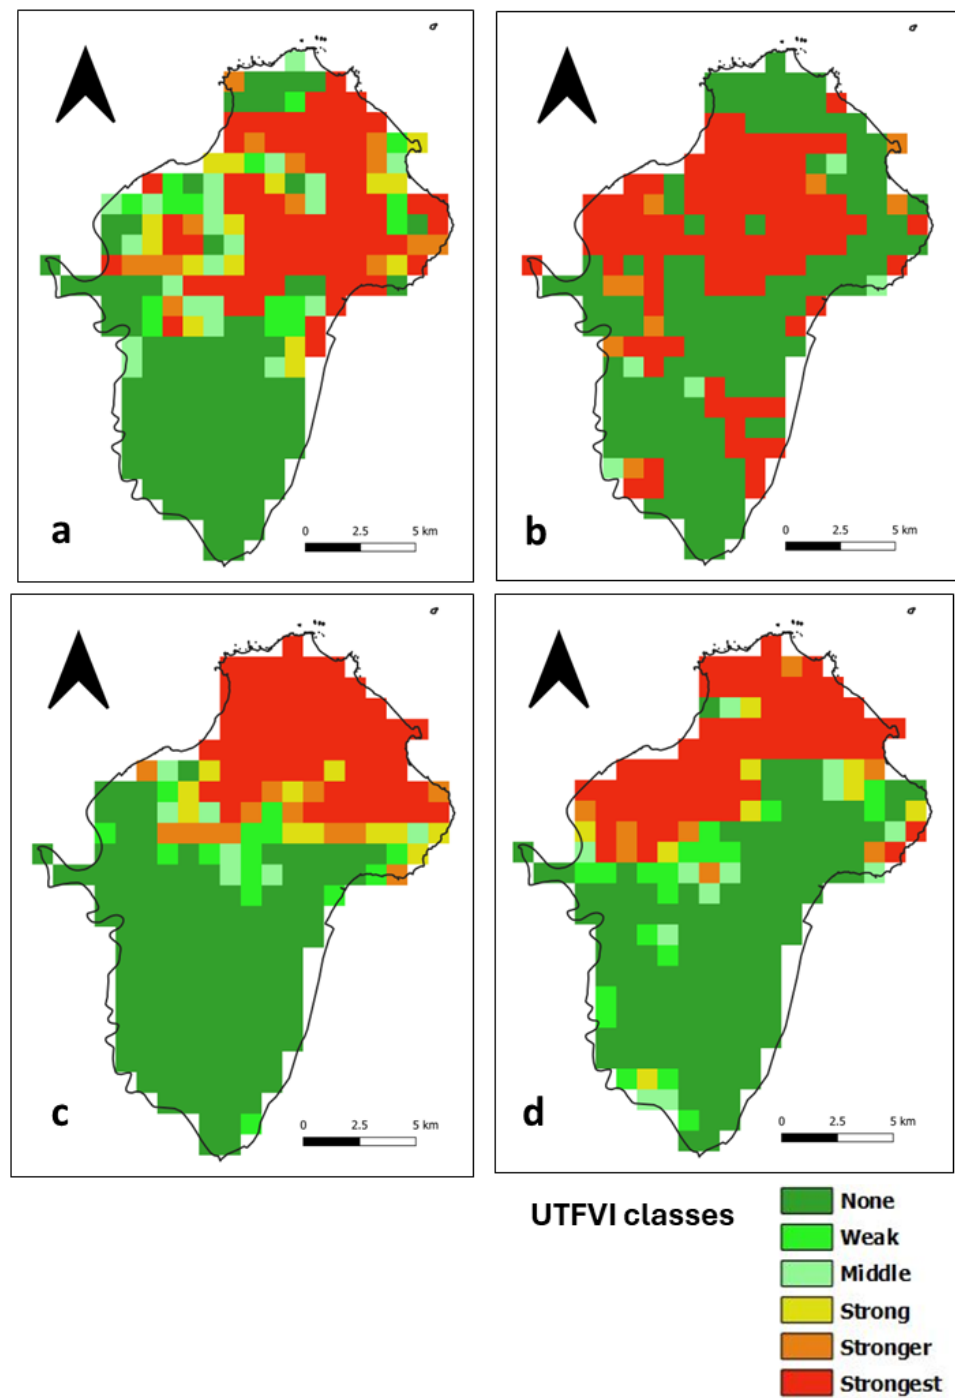 a
0 2.5 5 km
b
0 2.5 5 km
c
0 2.5 5 km
d
0 2.5 5 km
UTFVI classes
None
Weak
Middle
Strong
Stronger
Strongest